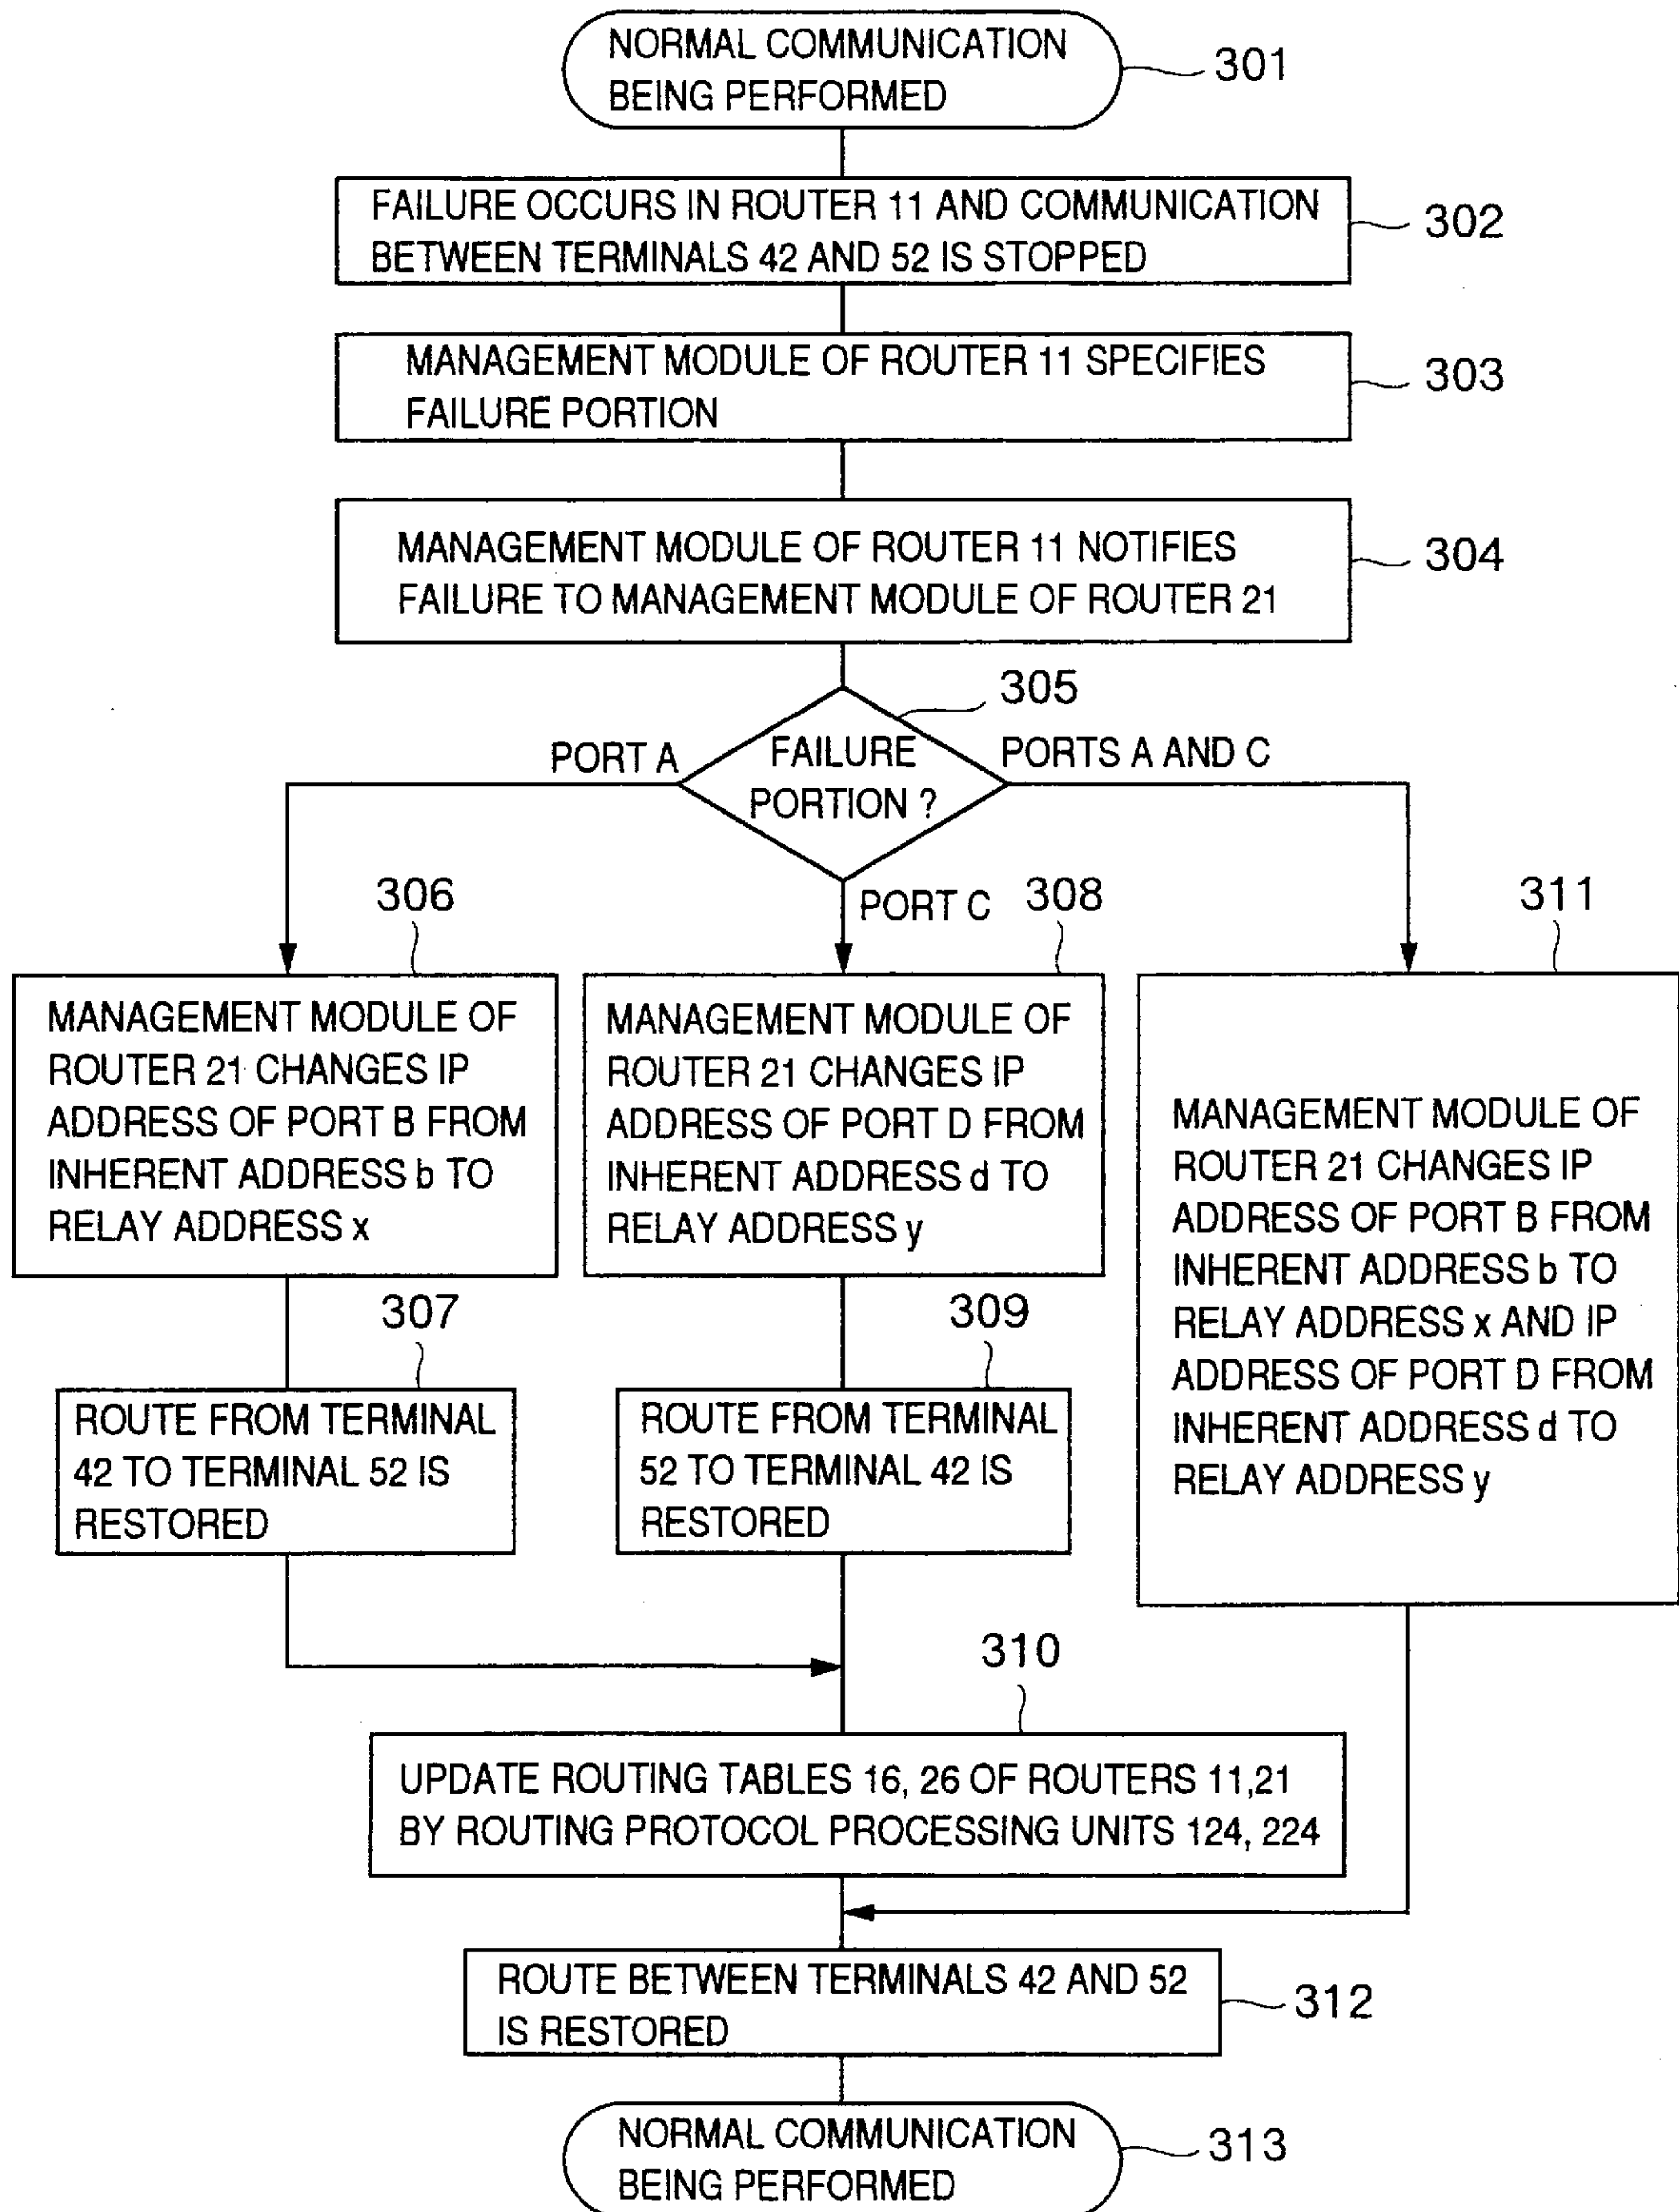 NORMAL COMMUNICATION
BEING PERFORMED
301
FAILURE OCCURS IN ROUTER 11 AND COMMUNICATION
BETWEEN TERMINALS 42 AND 52 IS STOPPED
302
MANAGEMENT MODULE OF ROUTER 11 SPECIFIES
FAILURE PORTION
303
MANAGEMENT MODULE OF ROUTER 11 NOTIFIES
FAILURE TO MANAGEMENT MODULE OF ROUTER 21
304
305
PORT A
FAILURE
PORTION ?
PORTS A AND C
PORT C
306
MANAGEMENT MODULE OF
ROUTER 21 CHANGES IP
ADDRESS OF PORT B FROM
INHERENT ADDRESS b TO
RELAY ADDRESS x
308
MANAGEMENT MODULE OF
ROUTER 21 CHANGES IP
ADDRESS OF PORT D FROM
INHERENT ADDRESS d TO
RELAY ADDRESS y
311
MANAGEMENT MODULE OF
ROUTER 21 CHANGES IP
ADDRESS OF PORT B FROM
INHERENT ADDRESS b TO
RELAY ADDRESS x AND IP
ADDRESS OF PORT D FROM
INHERENT ADDRESS d TO
RELAY ADDRESS y
307
ROUTE FROM TERMINAL
42 TO TERMINAL 52 IS
RESTORED
309
ROUTE FROM TERMINAL
52 TO TERMINAL 42 IS
RESTORED
310
UPDATE ROUTING TABLES 16, 26 OF ROUTERS 11,21
BY ROUTING PROTOCOL PROCESSING UNITS 124, 224
ROUTE BETWEEN TERMINALS 42 AND 52
IS RESTORED
312
NORMAL COMMUNICATION
BEING PERFORMED
313